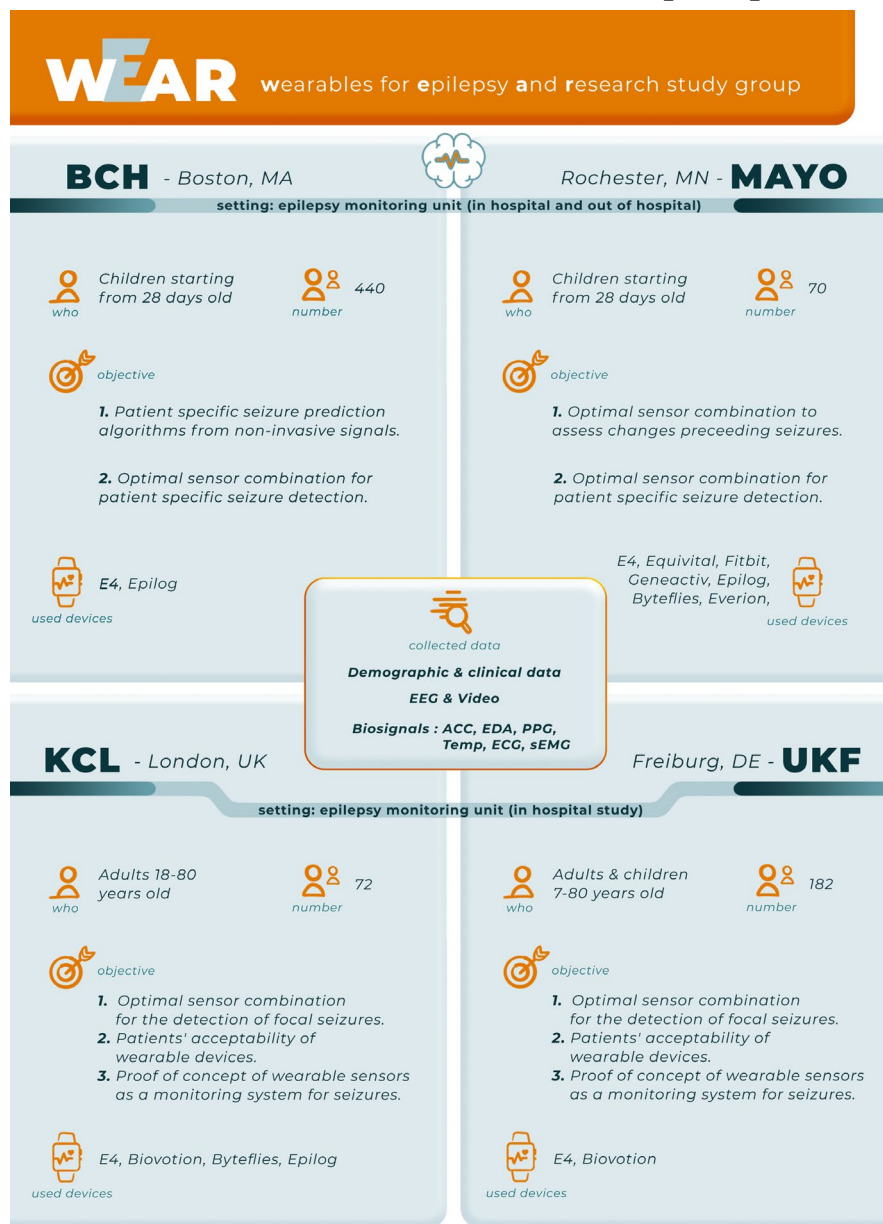 WEAR
wearables for epilepsy and research study group
BCH - Boston, MA
Rochester, MN - MAYO
setting: epilepsy monitoring unit (in hospital and out of hospital)
Children starting
from 28 days old
who
440
number
objective
1. Patient specific seizure prediction
algorithms from non-invasive signals.
2. Optimal sensor combination for
patient specific seizure detection.
E4, Epilog
used devices
Children starting
from 28 days old
who
70
number
objective
1. Optimal sensor combination to
assess changes preceeding seizures.
2. Optimal sensor combination for
patient specific seizure detection.
E4, Equivital, Fitbit,
Geneactiv, Epilog,
Byteflies, Everion,
used devices
collected data
Demographic & clinical data
EEG & Video
Biosignals : ACC, EDA, PPG,
Temp, ECG, sEMG
KCL - London, UK
Freiburg, DE - UKF
setting: epilepsy monitoring unit (in hospital study)
Adults 18-80
years old
who
72
number
objective
1. Optimal sensor combination
for the detection of focal seizures.
2. Patients' acceptability of
wearable devices.
3. Proof of concept of wearable sensors
as a monitoring system for seizures.
E4, Biovotion, Byteflies, Epilog
used devices
Adults & children
7-80 years old
who
182
number
objective
1. Optimal sensor combination
for the detection of focal seizures.
2. Patients' acceptability of
wearable devices.
3. Proof of concept of wearable sensors
as a monitoring system for seizures.
E4, Biovotion
used devices